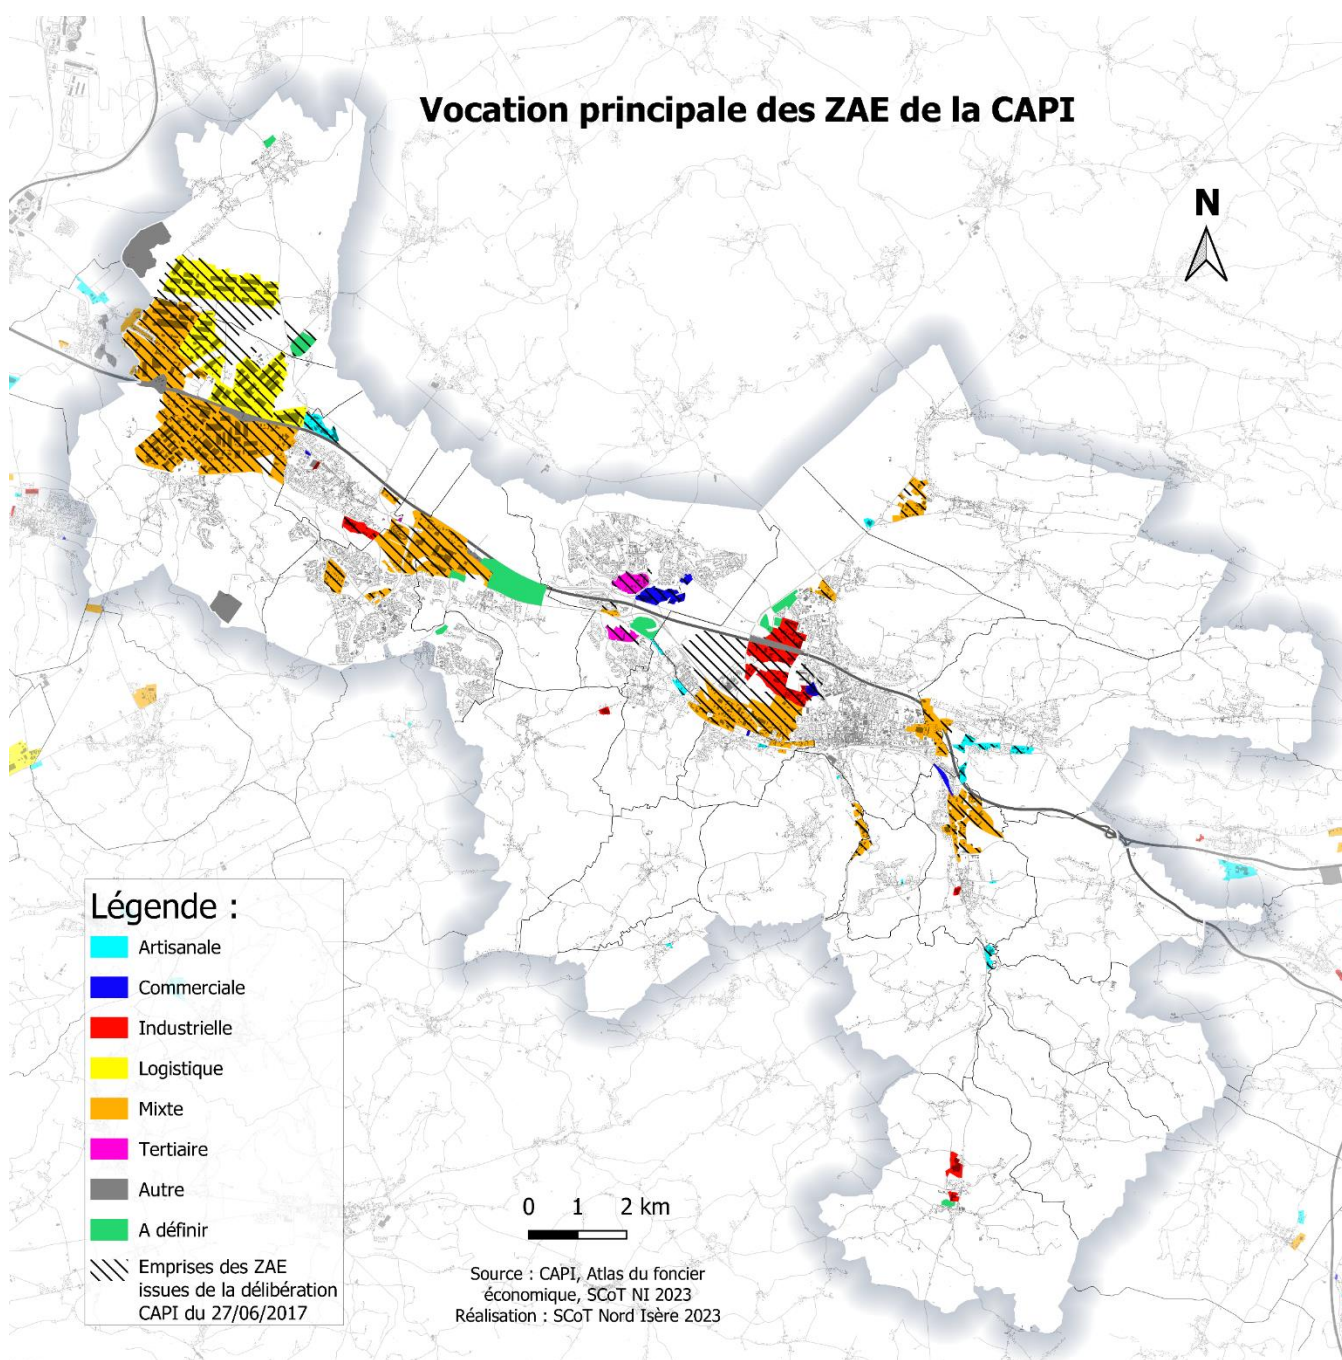 Vocation principale des ZAE de la CAPI
N
Légende :
Artisanale
Commerciale
Industrielle
Logistique
Mixte
Tertiaire
Autre
A définir
Emprises des ZAE
issues de la délibération
CAPI du 27/06/2017
0 1 2 km
Source : CAPI, Atlas du foncier
économique, SCoT NI 2023
Réalisation : SCoT Nord Isère 2023